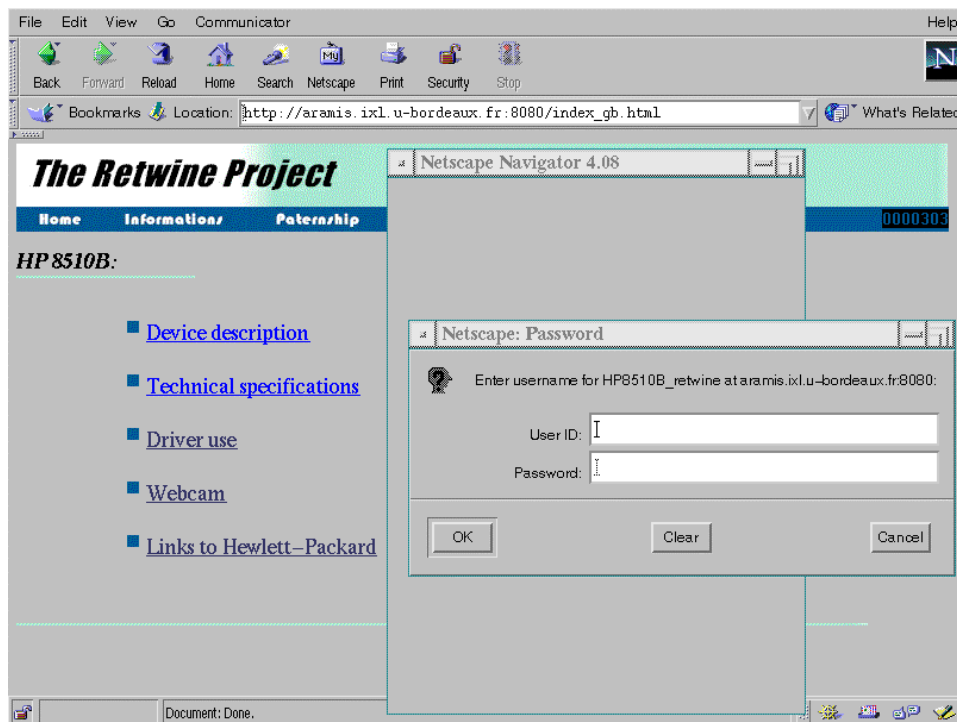 File Edit View Go Communicator Help
Back Forward Reload Home Search Netscape Print Security Stop
My
N
Bookmarks Location: http://aramis.ixl.u-bordeaux.fr:8080/index_gb.html What's Related
The Retwine Project
Netscape Navigator 4.08
Home Informations Paternship 0000303
HP 8510B:
Device description
Technical specifications
Driver use
Webcam
Links to Hewlett-Packard
Netscape: Password
Enter username for HP8510B_retwine at aramis.ixl.u-bordeaux.fr:8080:
User ID:
Password:
OK Clear Cancel
Document: Done.